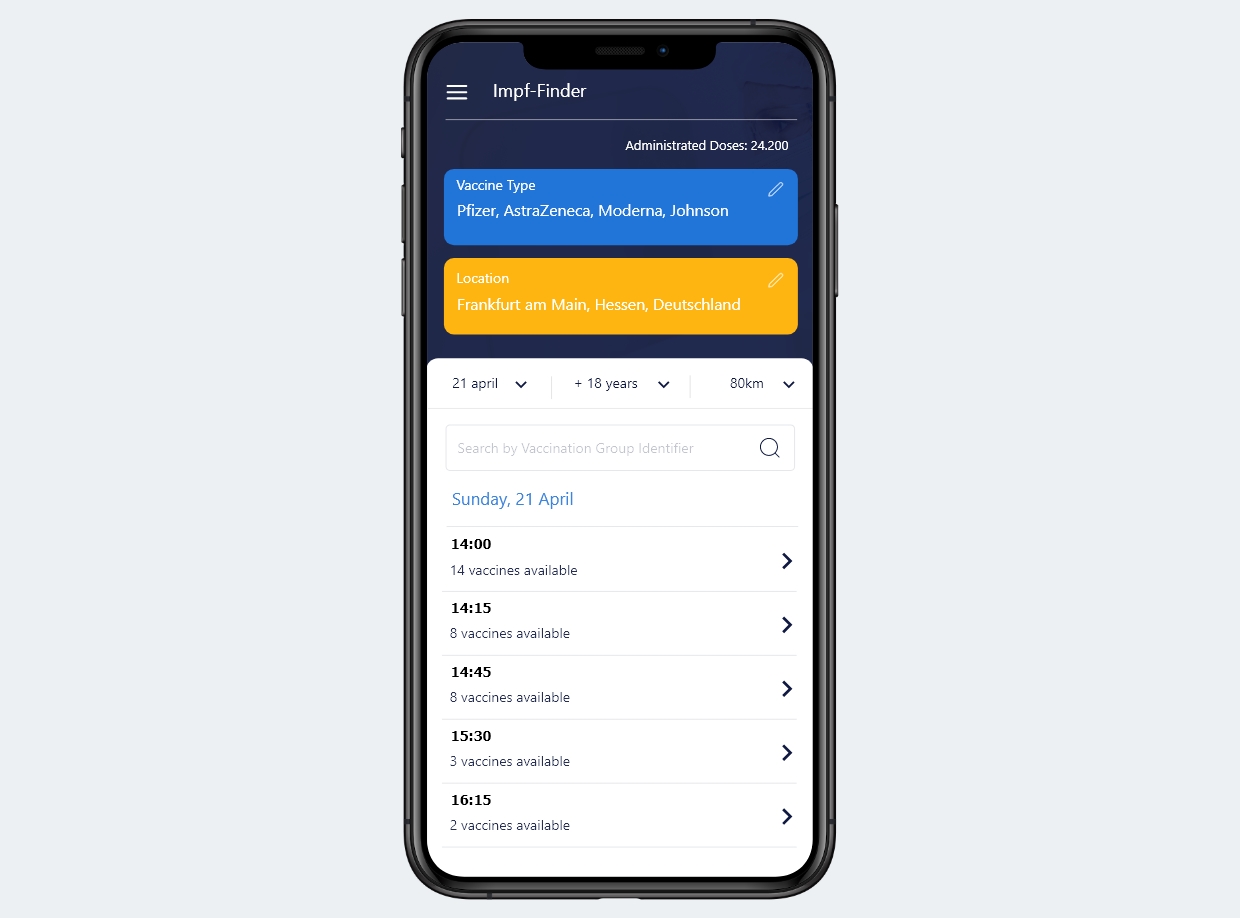 Impf-Finder
Administrated Doses: 24.200
Vaccine Type
Pfizer, AstraZeneca, Moderna, Johnson
Location
Frankfurt am Main, Hessen, Deutschland
21 april + 18 years 80km
Search by Vaccination Group Identifier
Sunday, 21 April
14:00
14 vaccines available
14:15
8 vaccines available
14:45
8 vaccines available
15:30
3 vaccines available
16:15
2 vaccines available